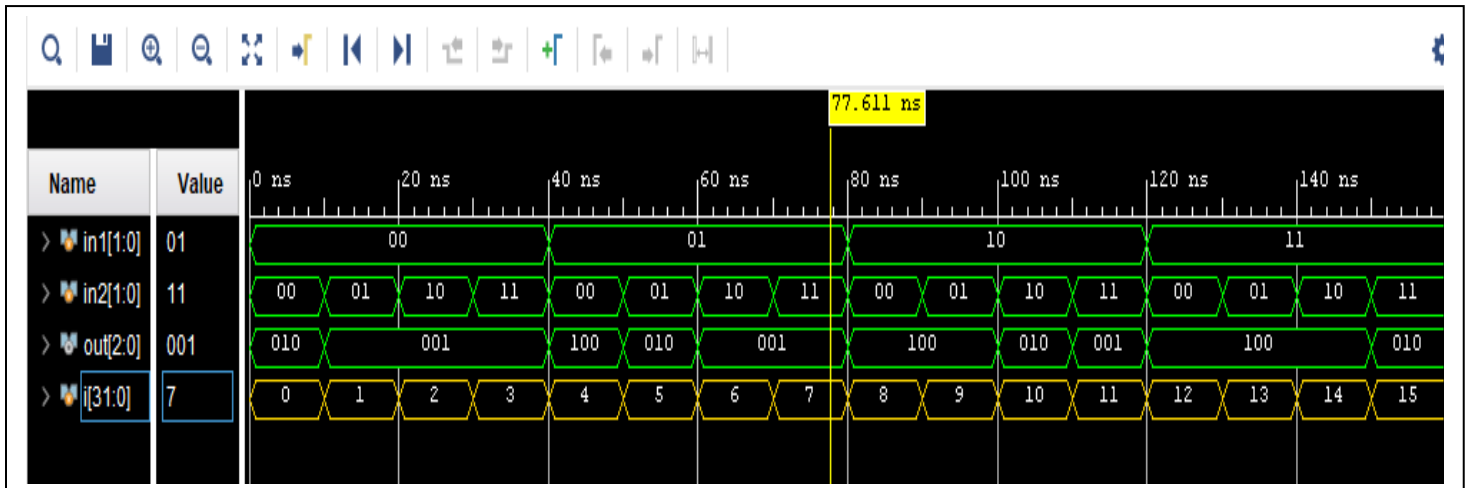 77.611 ns
Name Value 0 ns 20 ns 40 ns 60 ns 80 ns 100 ns 120 ns 140 ns
in1[1:0] 01 00 01 10 11
in2[1:0] 11 00 01 10 11 00 01 10 11 00 01 10 11 00 01 10 11
out[2:0] 001 010 001 100 010 001 100 010 001 100 010
i[31:0] 7 0 1 2 3 4 5 6 7 8 9 10 11 12 13 14 15